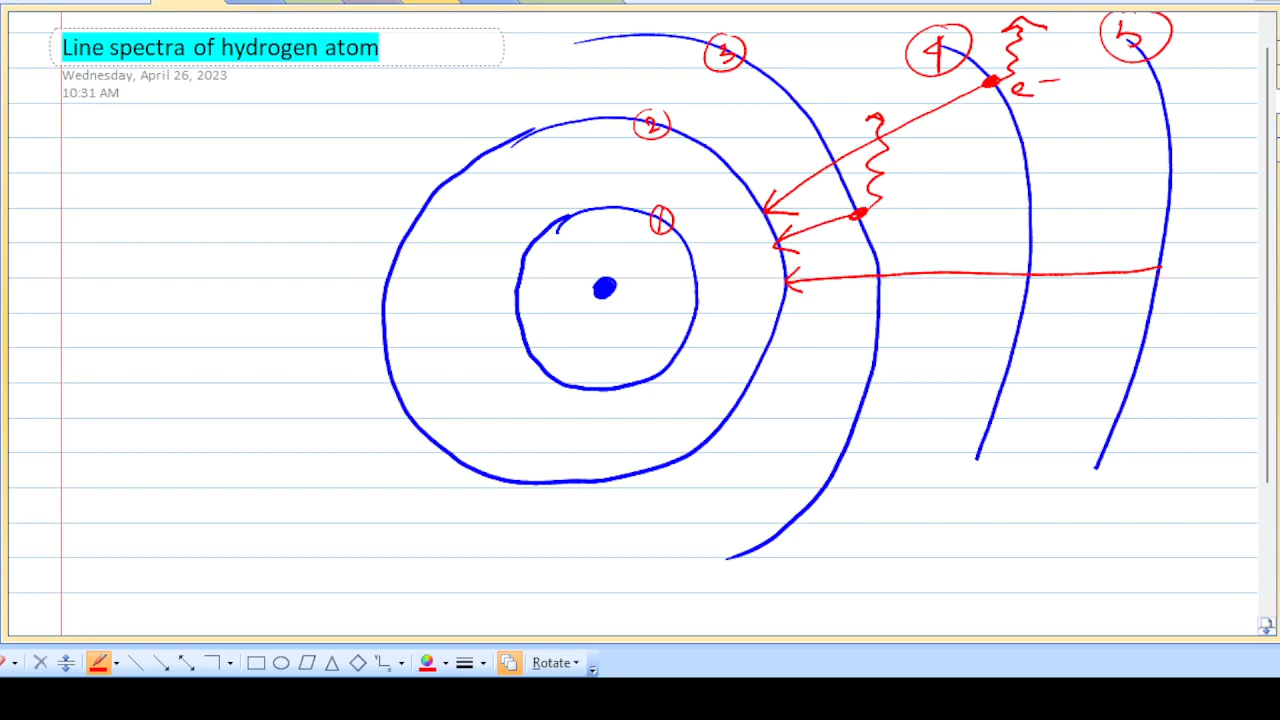 Line spectra of hydrogen atom
Wednesday, April 26, 2023
10:31 AM
3
4
5
e-
2
1
Rotate